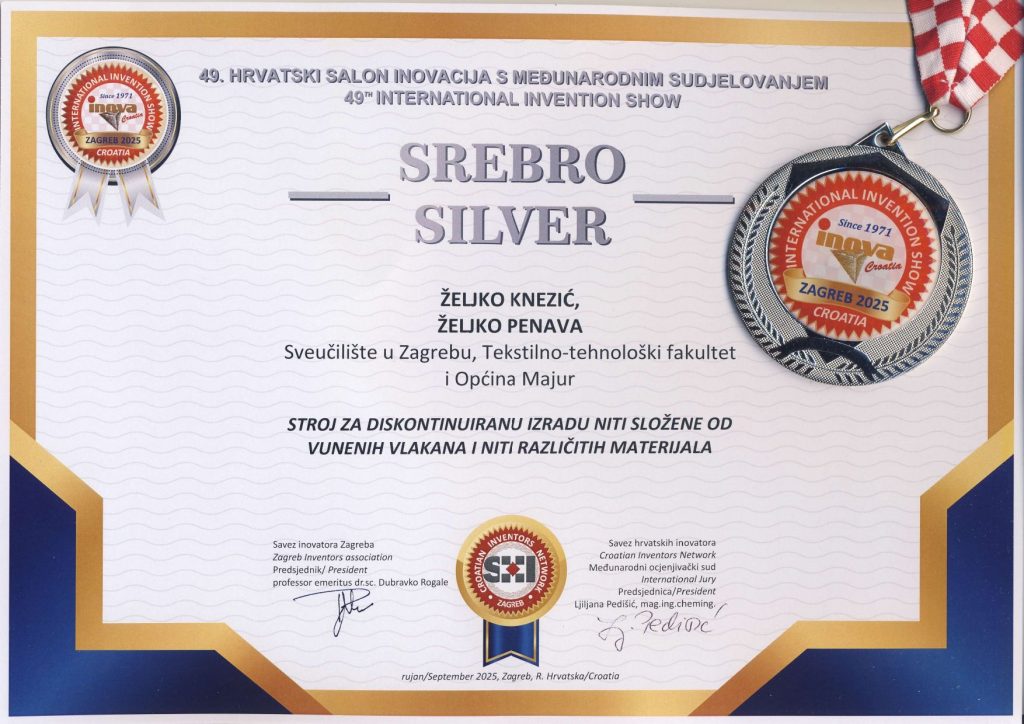 49. HRVATSKI SALON INOVACIJA S MEĐUNARODNIM SUDJELOVANJEM
49TH INTERNATIONAL INVENTION SHOW
INTERNATIONAL INVENTION SHOW
Since 1971
inova
Croatia
ZAGREB 2025
CROATIA
SREBRO
SILVER
INTERNATIONAL INVENTION SHOW
Since 1971
inova
Croatia
ZAGREB 2025
CROATIA
ŽELJKO KNEZIĆ,
ŽELJKO PENAVA
Sveučilište u Zagrebu, Tekstilno-tehnološki fakultet
i Općina Majur
STROJ ZA DISKONTINUIRANU IZRADU NITI SLOŽENE OD
VUNENIH VLAKANA I NITI RAZLIČITIH MATERIJALA
Savez inovatora Zagreba
Zagreb Inventors association
Predsjednik/ President
professor emeritus dr.sc. Dubravko Rogale
CROATIAN INVENTORS NETWORK
SHI
ZAGREB
Savez hrvatskih inovatora
Croatian Inventors Network
Međunarodni ocjenjivački sud
International Jury
Predsjednica/President
Ljiljana Pedišić, mag.ing.cheming.
Lj. Pedišić
rujan/September 2025, Zagreb, R. Hrvatska/Croatia